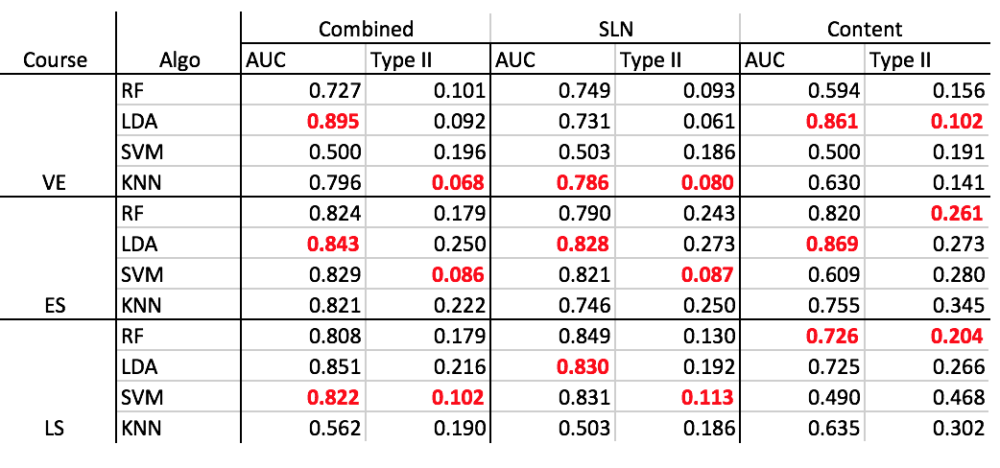 Combined SLN Content
Course Algo AUC Type II AUC Type II AUC Type II
RF 0.727 0.101 0.749 0.093 0.594 0.156
LDA 0.895 0.092 0.731 0.061 0.861 0.102
SVM 0.500 0.196 0.503 0.186 0.500 0.191
VE KNN 0.796 0.068 0.786 0.080 0.630 0.141
RF 0.824 0.179 0.790 0.243 0.820 0.261
LDA 0.843 0.250 0.828 0.273 0.869 0.273
SVM 0.829 0.086 0.821 0.087 0.609 0.280
ES KNN 0.821 0.222 0.746 0.250 0.755 0.345
RF 0.808 0.179 0.849 0.130 0.726 0.204
LDA 0.851 0.216 0.830 0.192 0.725 0.266
SVM 0.822 0.102 0.831 0.113 0.490 0.468
LS KNN 0.562 0.190 0.503 0.186 0.635 0.302